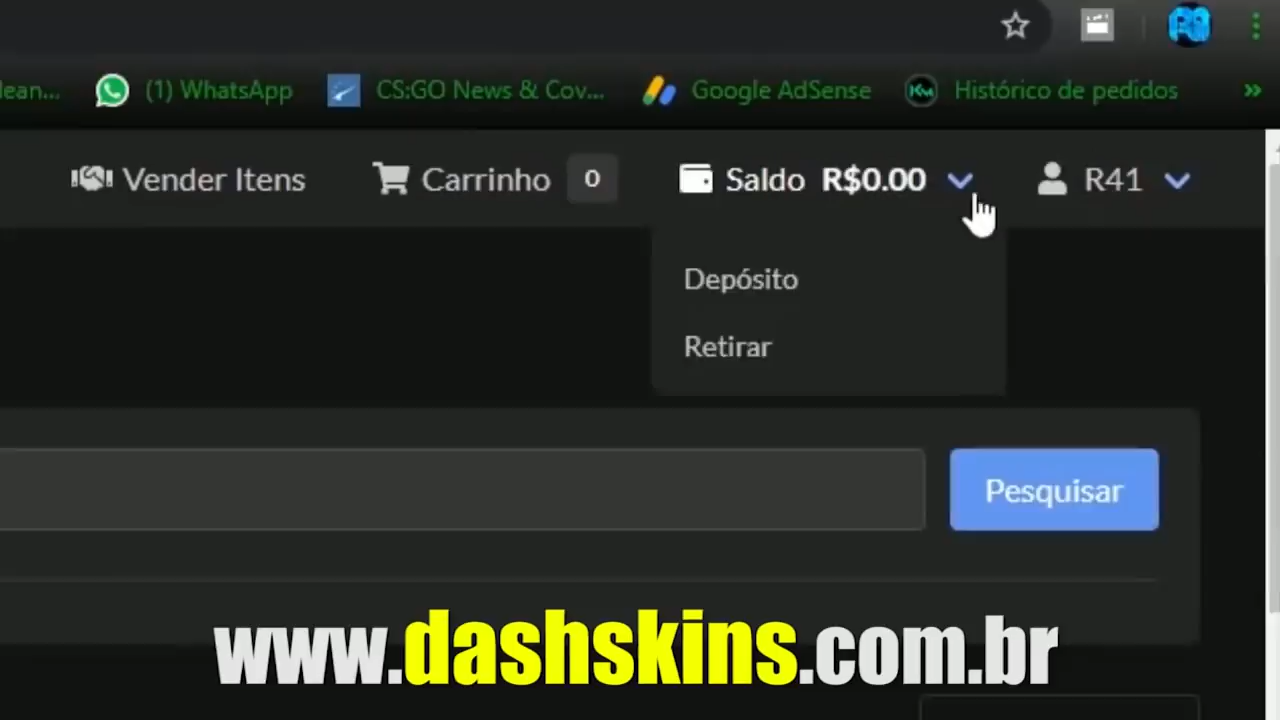 (1) WhatsApp CS:GO News & Cov... Google AdSense Histórico de pedidos »
Vender Itens Carrinho 0 Saldo R$0.00 R41
Depósito
Retirar
Pesquisar
www.dashskins.com.br